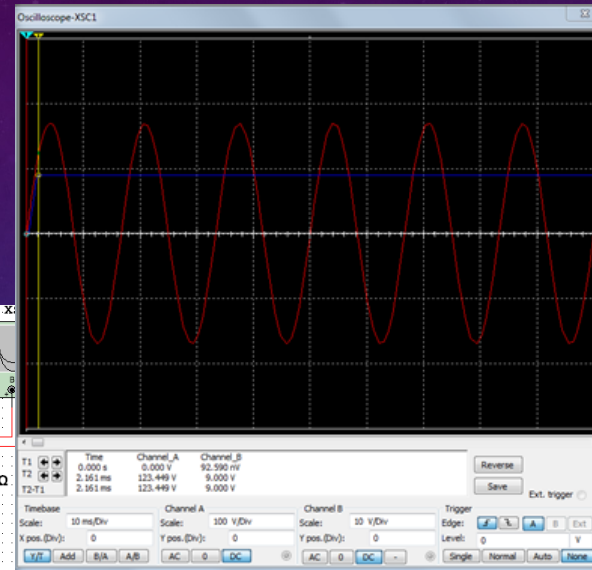 Oscilloscope-XSC1
Time Channel_A Channel_B
T1 0.000 s 0.000 V 92.590 mV
T2 2.161 ms 123.449 V 9.000 V
T2-T1 2.161 ms 123.449 V 9.000 V
Reverse
Save
Ext. trigger
Timebase Channel A Channel B Trigger
Scale: 10 ms/Div Scale: 100 V/Div Scale: 10 V/Div Edge: A B Ext
X pos.(Div): 0 Y pos.(Div): 0 Y pos.(Div): 0 Level: 0 V
Y/T Add B/A A/B AC 0 DC AC 0 DC - Single Normal Auto None
Ω